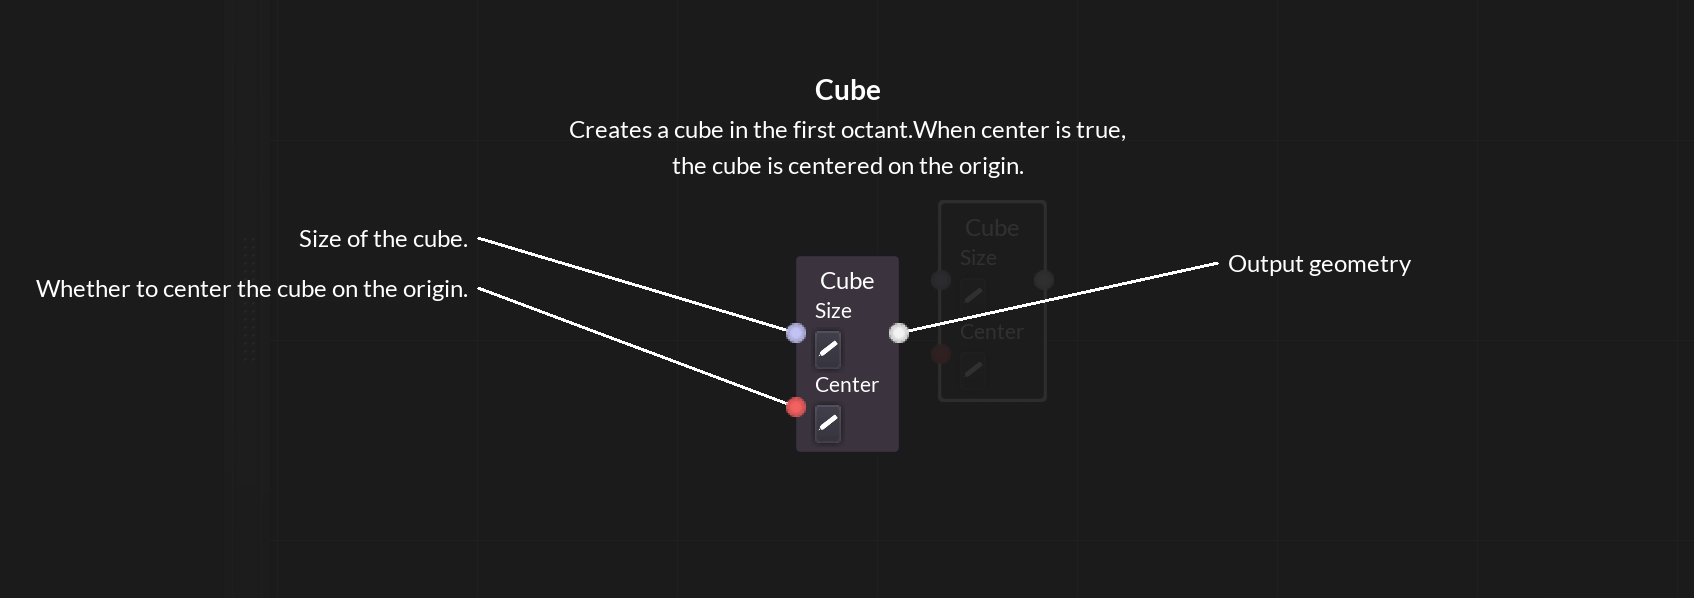 Cube
Creates a cube in the first octant.When center is true,
the cube is centered on the origin.
Size of the cube.
Whether to center the cube on the origin.
Cube
Size
Center
Cube
Size
Center
Output geometry